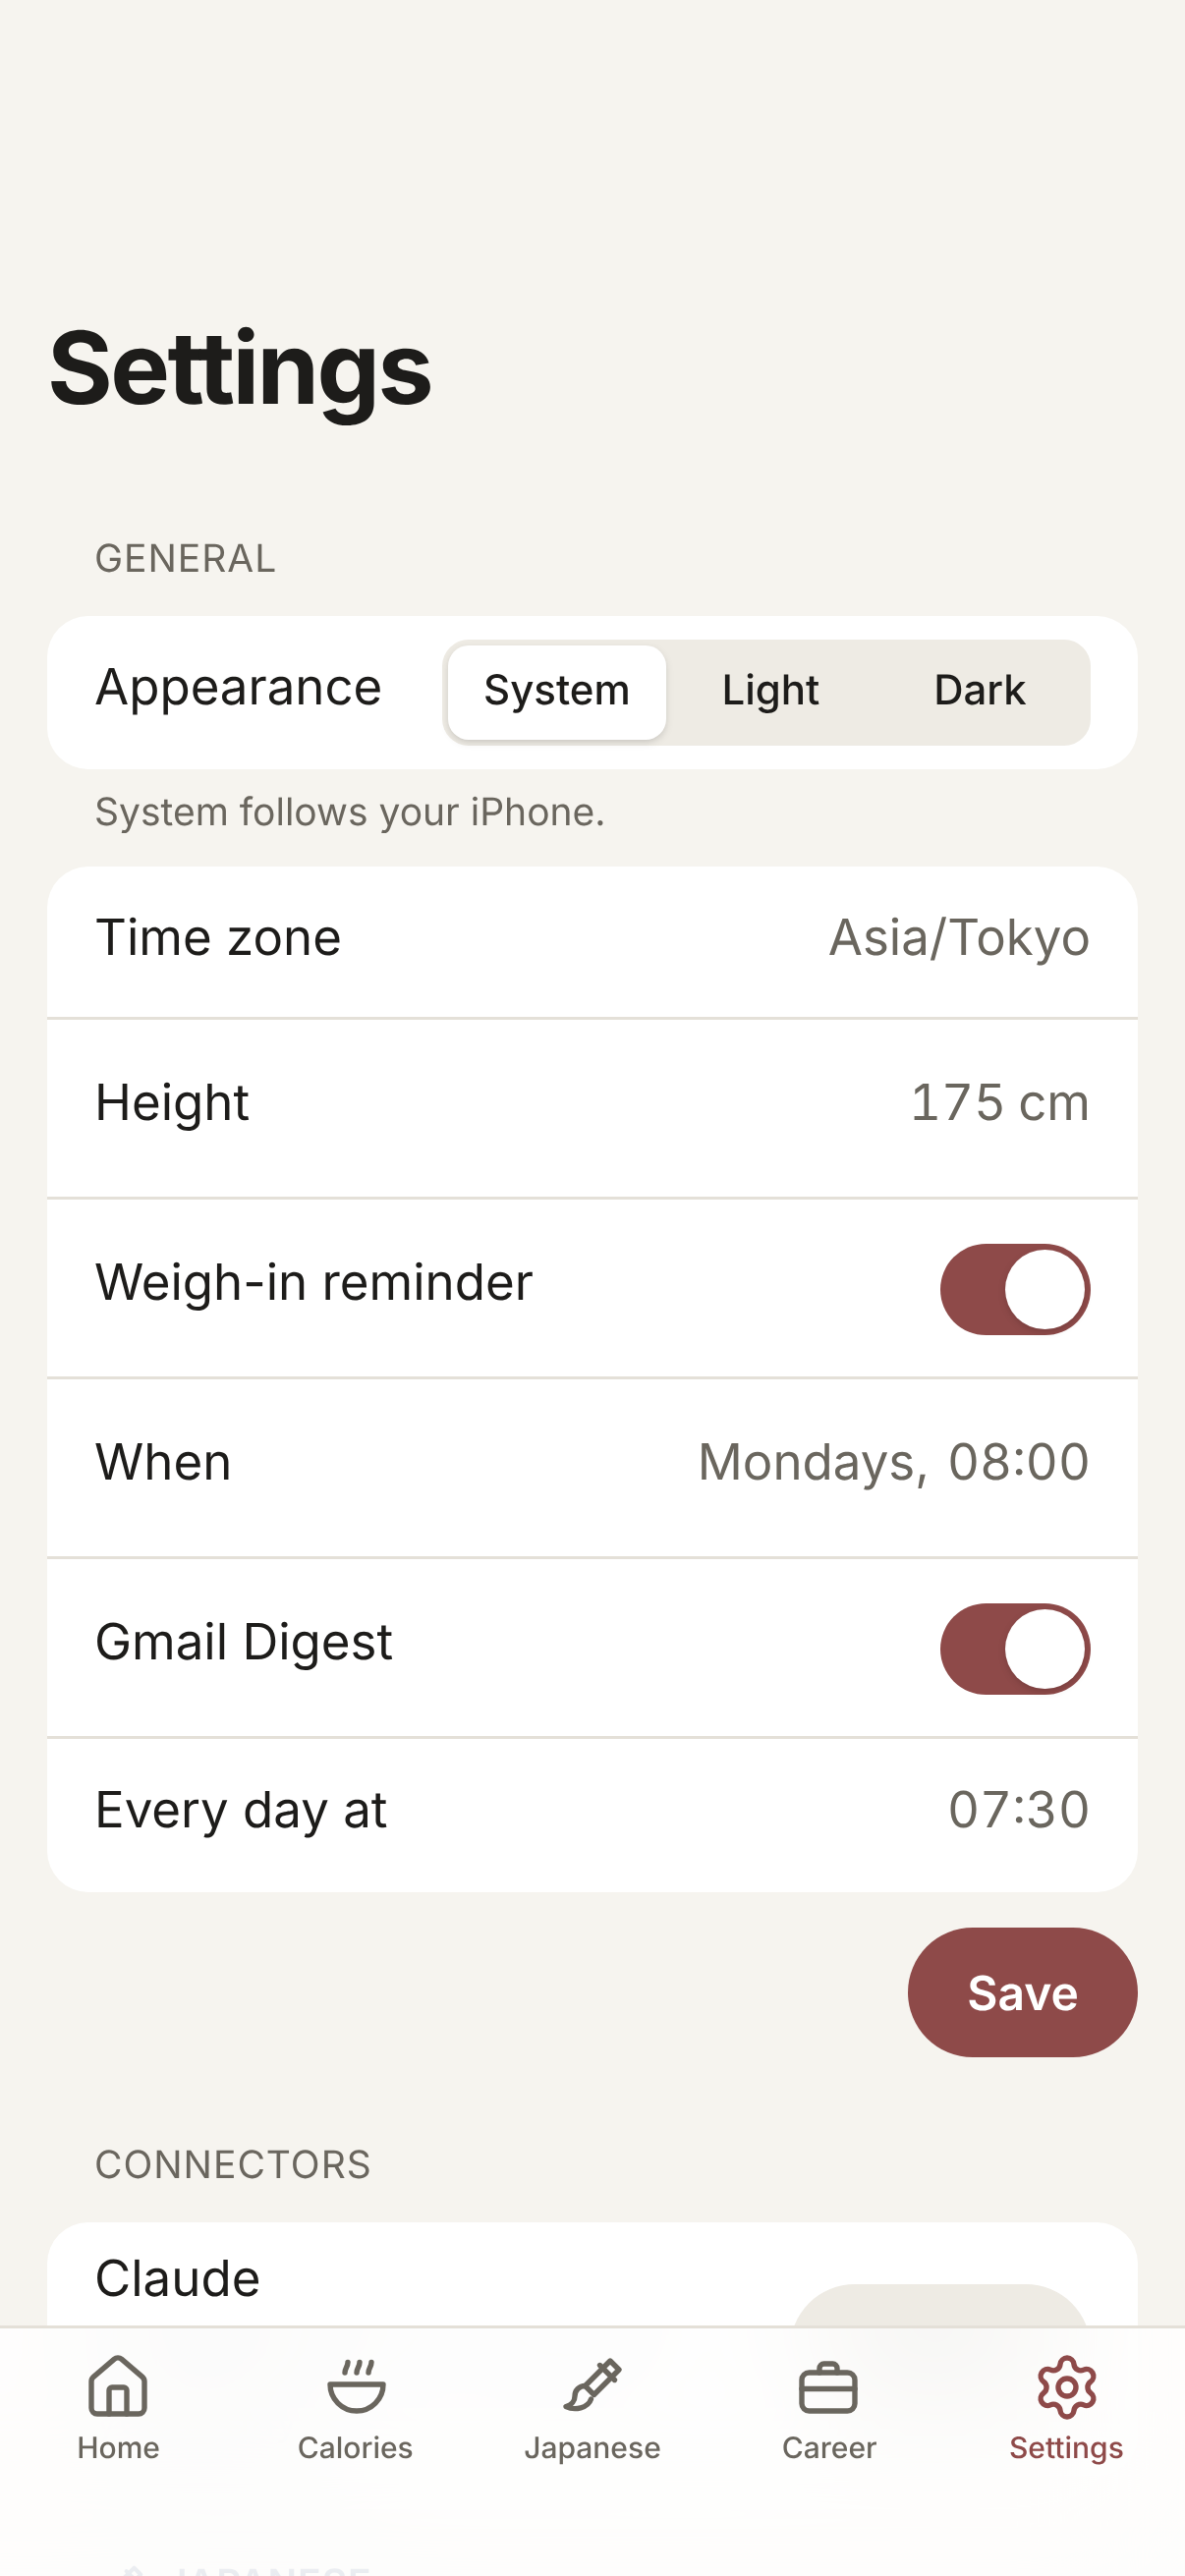 Settings
GENERAL
Appearance System Light Dark
System follows your iPhone.
Time zone Asia/Tokyo
Height 175 cm
Weigh-in reminder
When Mondays, 08:00
Gmail Digest
Every day at 07:30
Save
CONNECTORS
Claude
Home Calories Japanese Career Settings
JAPANESE